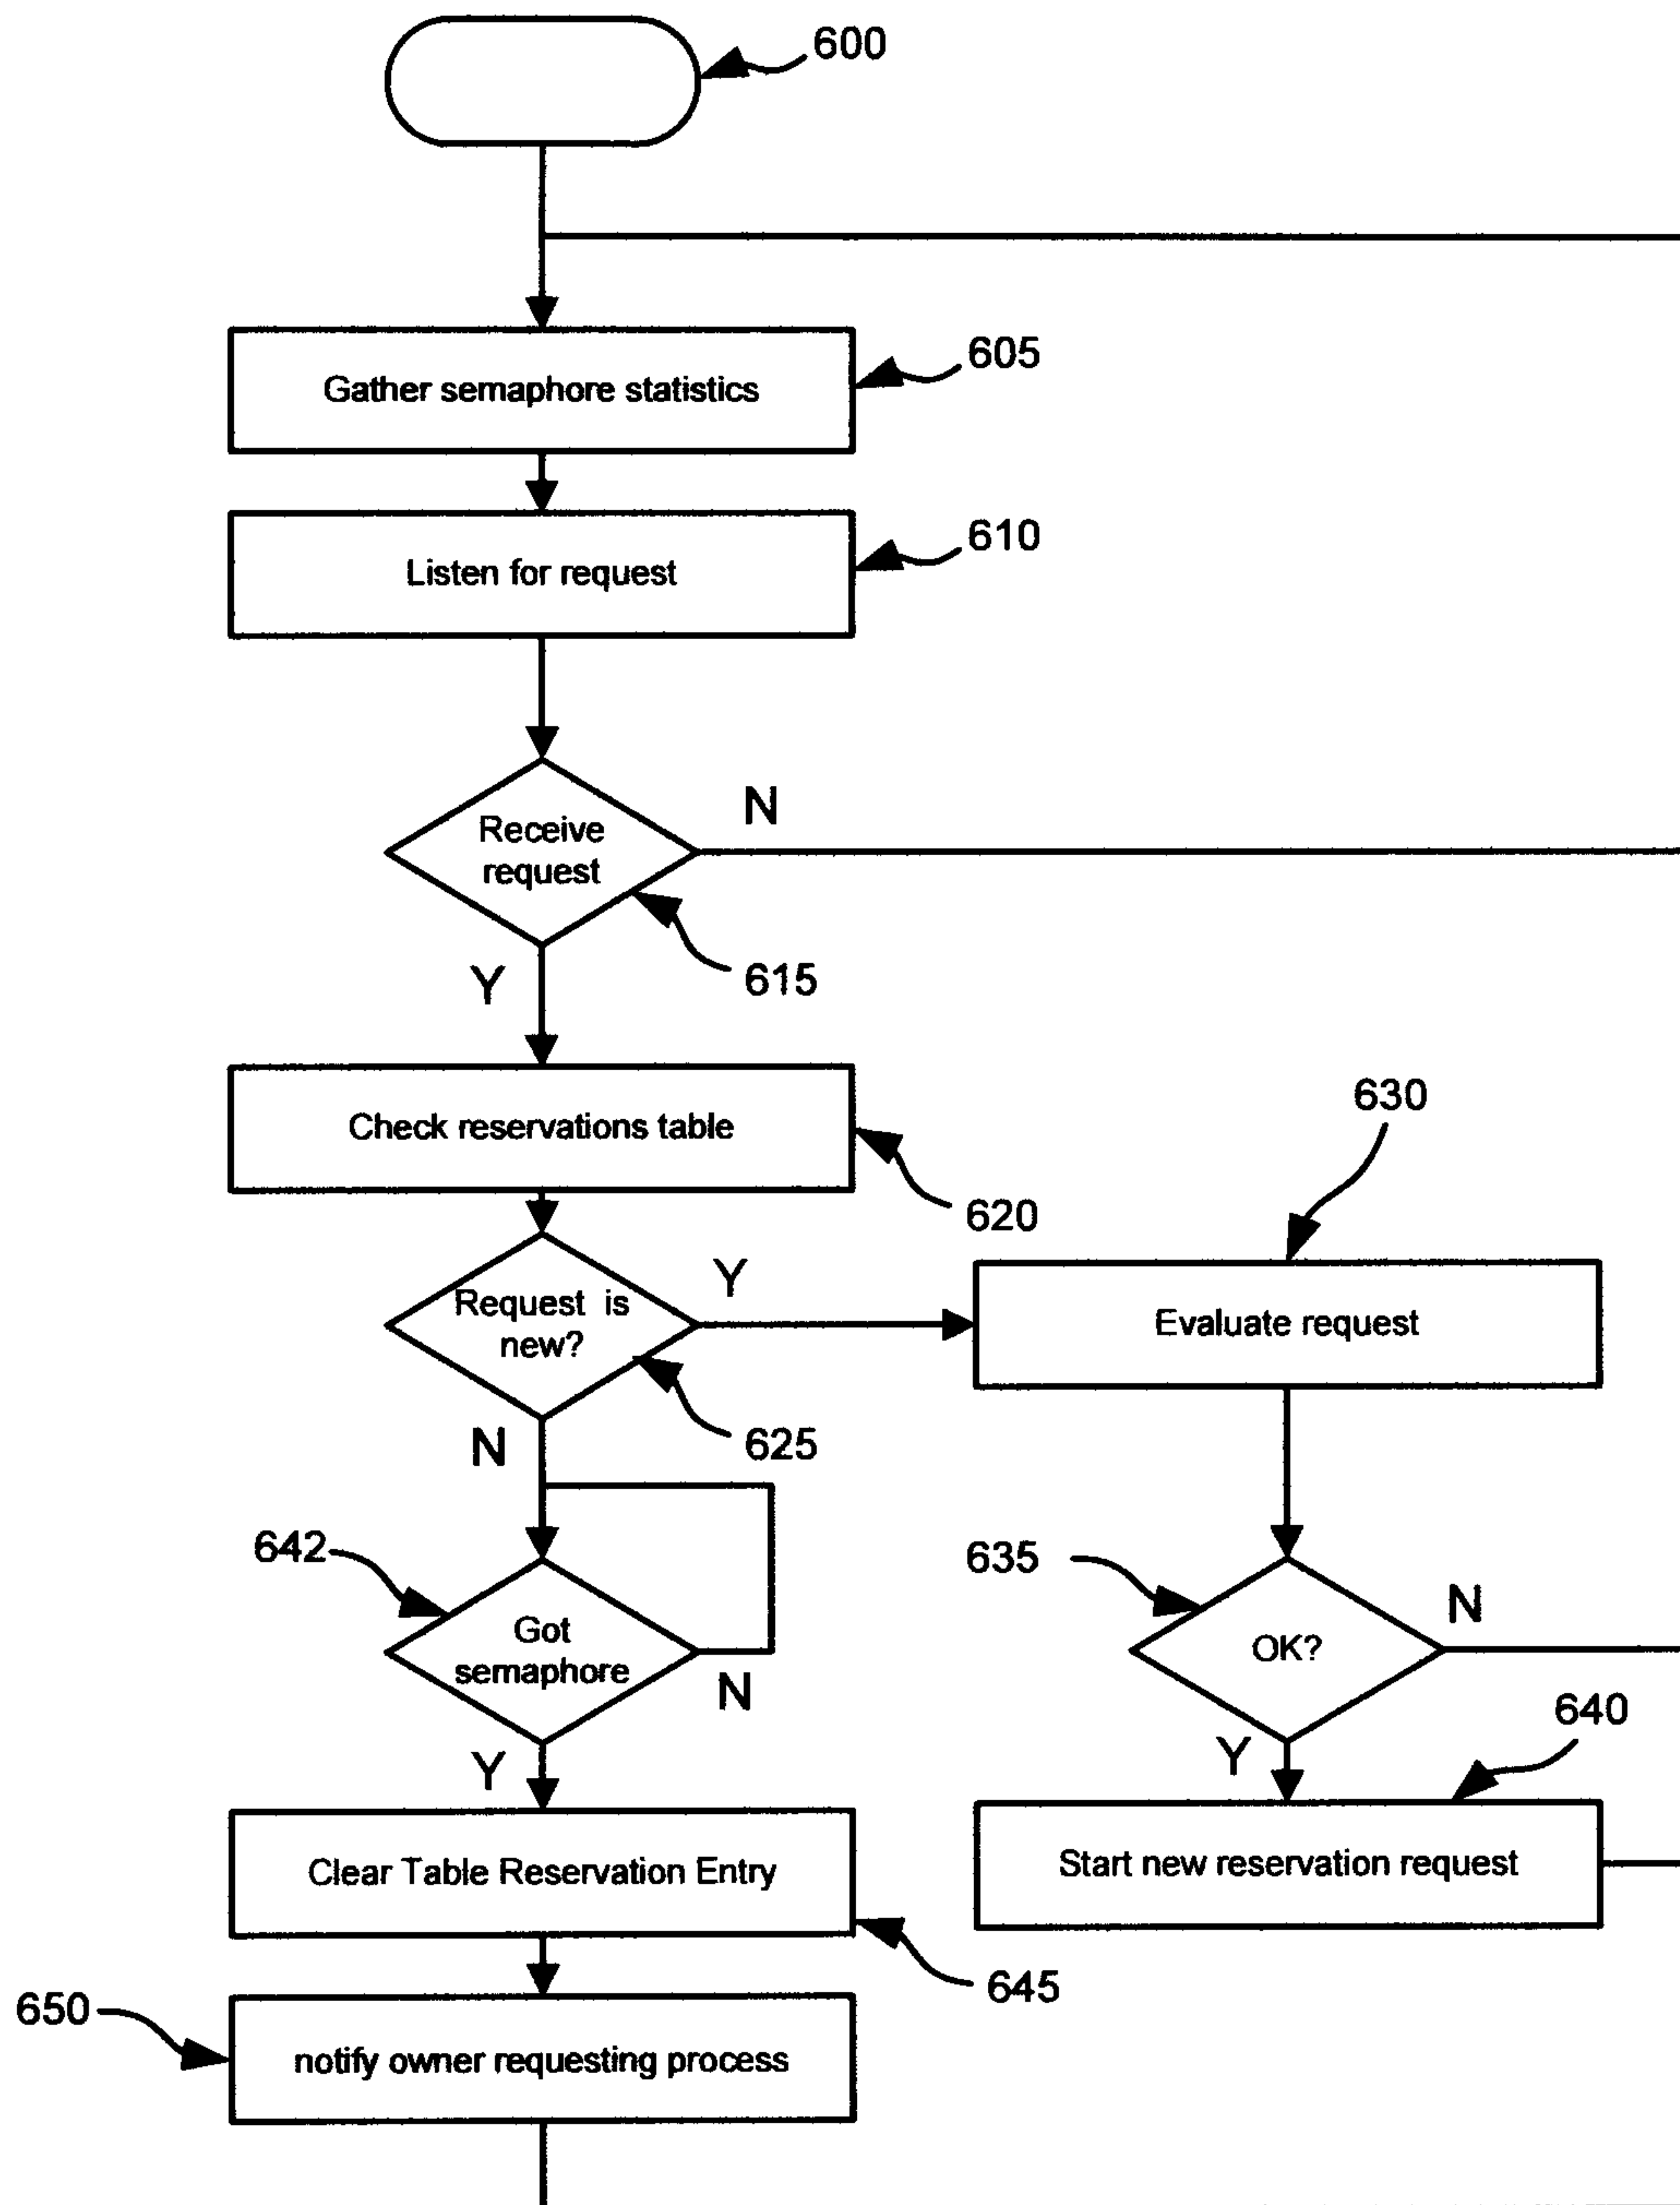 600
Gather semaphore statistics
605
Listen for request
610
Receive
request
N
615
Y
Check reservations table
620
630
Request is
new?
Y
Evaluate request
625
N
642
Got
semaphore
N
635
OK?
N
640
Y
Y
Clear Table Reservation Entry
Start new reservation request
645
650
notify owner requesting process